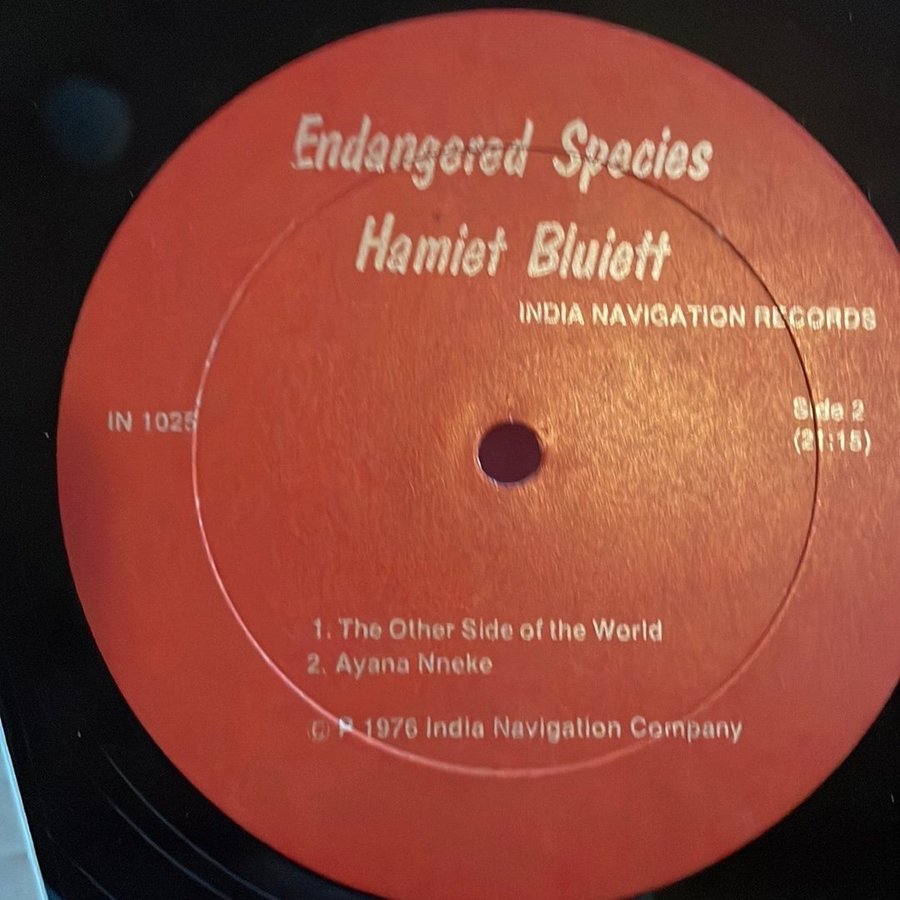 Endangered Species
Hamiet Bluiett
INDIA NAVIGATION RECORDS
IN 1025
Side 2
(21:15)
1. The Other Side of the World
2. Ayana Nneke
© P 1976 India Navigation Company